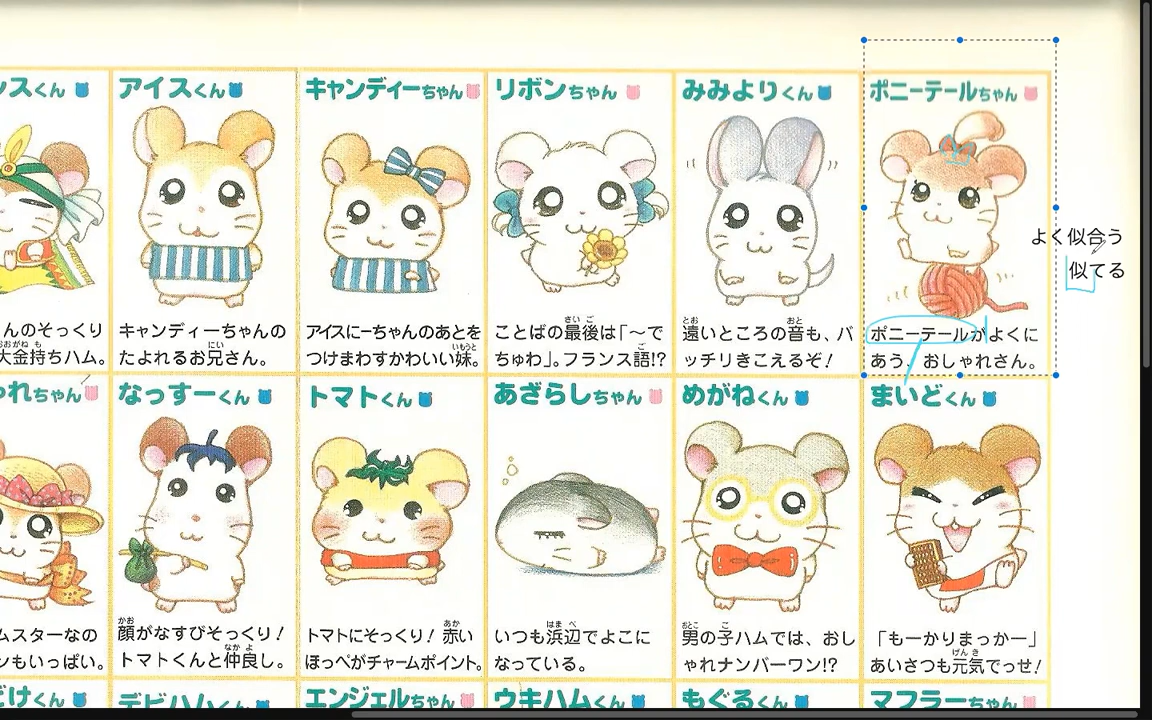 ンスくん
んのそっくり
大金持ちハム。
アイスくん
キャンディーちゃんの
たよれるお兄さん。
キャンディーちゃん
アイスにーちゃんのあとを
つけまわすかわいい妹。
リボンちゃん
ことばの最後は「～で
ちゅわ」。フランス語!?
みみよりくん
遠いところの音も、バ
ッチリきこえるぞ！
ポニーテールちゃん
ポニーテールがよくに
あう、おしゃれさん。
よく似合う
似てる
ゃれちゃん
ムスターなの
ンもいっぱい。
なっすーくん
顔がなすびそっくり！
トマトくんと仲良し。
トマトくん
トマトにそっくり！赤い
ほっぺがチャームポイント。
あざらしちゃん
いつも浜辺でよこに
なっている。
めがねくん
男の子ハムでは、おし
ゃれナンバーワン!?
まいどくん
「もーかりまっかー」
あいさつも元気でっせ！
どけくん
デビハムくん
エンジェルちゃん
ウキハムくん
もぐるくん
マフラーちゃん